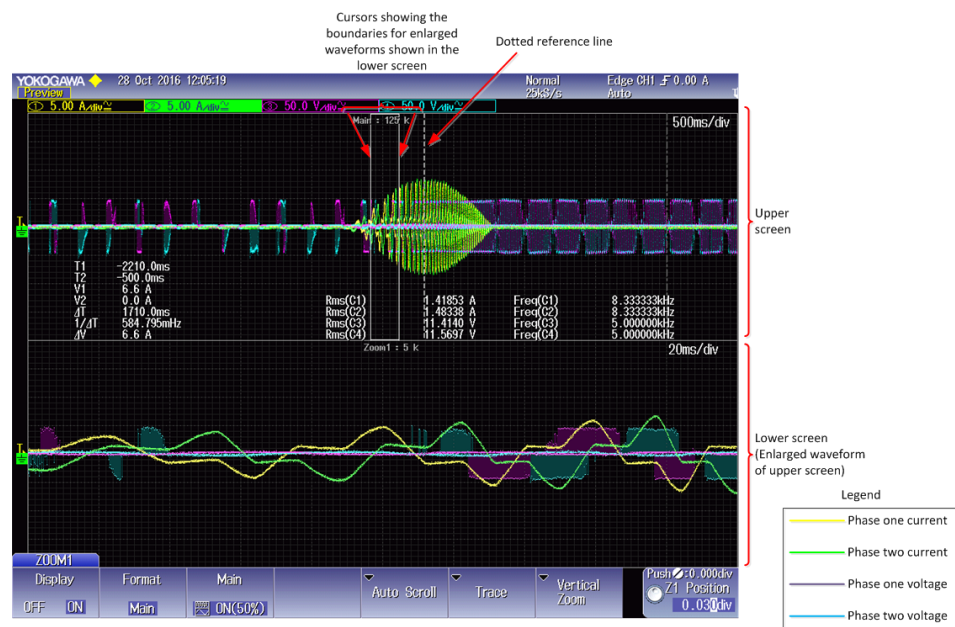 Cursors showing the
boundaries for enlarged
waveforms shown in the
lower screen
Dotted reference line
YOKOGAWA 28 Oct 2016 12:05:19 Normal Edge CH1 0.00 A
Preview 25kS/s Auto
1 5.00 A/div 2 5.00 A/div 3 50.0 V/div 50.0 V/div
Main : 125 k 500ms/div
Upper
screen
T1 -2210.0ms
T2 -500.0ms
V1 6.6 A
V2 0.0 A Rms(C1) 1.41853 A Freq(C1) 8.333333kHz
ΔT 1710.0ms Rms(C2) 1.48338 A Freq(C2) 8.333333kHz
1/ΔT 584.795mHz Rms(C3) 11.4140 V Freq(C3) 5.000000kHz
ΔV 6.6 A Rms(C4) 11.5697 V Freq(C4) 5.000000kHz
Zoom1 : 5 k 20ms/div
Lower screen
(Enlarged waveform
of upper screen)
Legend
Phase one current
Phase two current
Phase one voltage
Phase two voltage
ZOOM1
Display Format Main Auto Scroll Trace Vertical Zoom Push :0.000div
Z1 Position
OFF ON Main ON(50%) 0.030div